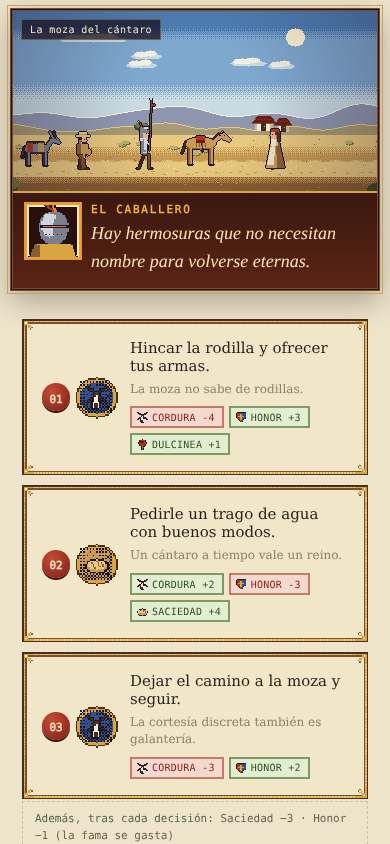 La moza del cántaro
EL CABALLERO
Hay hermosuras que no necesitan
nombre para volverse eternas.
01
Hincar la rodilla y ofrecer
tus armas.
La moza no sabe de rodillas.
CORDURA -4
HONOR +3
DULCINEA +1
02
Pedirle un trago de agua
con buenos modos.
Un cántaro a tiempo vale un reino.
CORDURA +2
HONOR -3
SACIEDAD +4
03
Dejar el camino a la moza y
seguir.
La cortesía discreta también es
galantería.
CORDURA -3
HONOR +2
Además, tras cada decisión: Saciedad −3 · Honor
−1 (la fama se gasta)